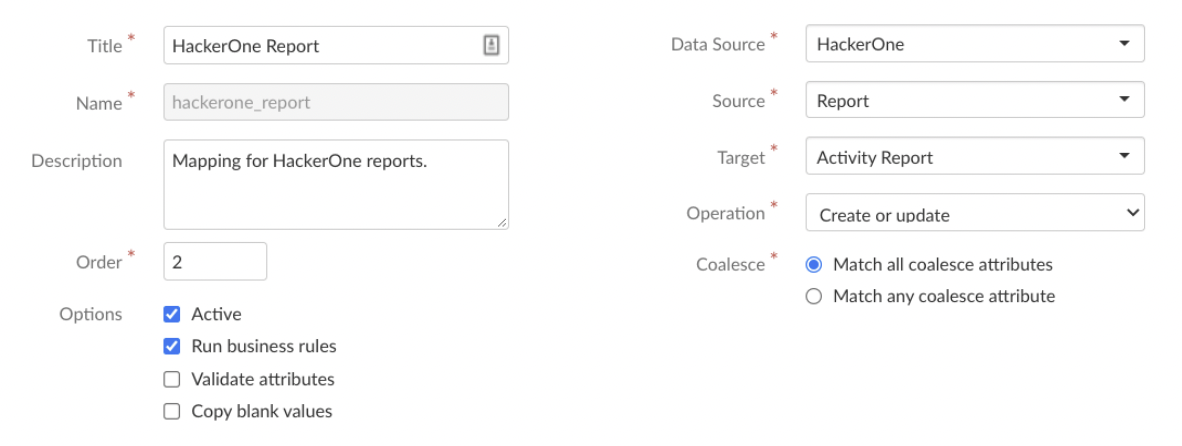 Title *
HackerOne Report
Name *
hackerone_report
Description
Mapping for HackerOne reports.
Order *
2
Options
Active
Run business rules
Validate attributes
Copy blank values
Data Source *
HackerOne
Source *
Report
Target *
Activity Report
Operation *
Create or update
Coalesce *
Match all coalesce attributes
Match any coalesce attribute